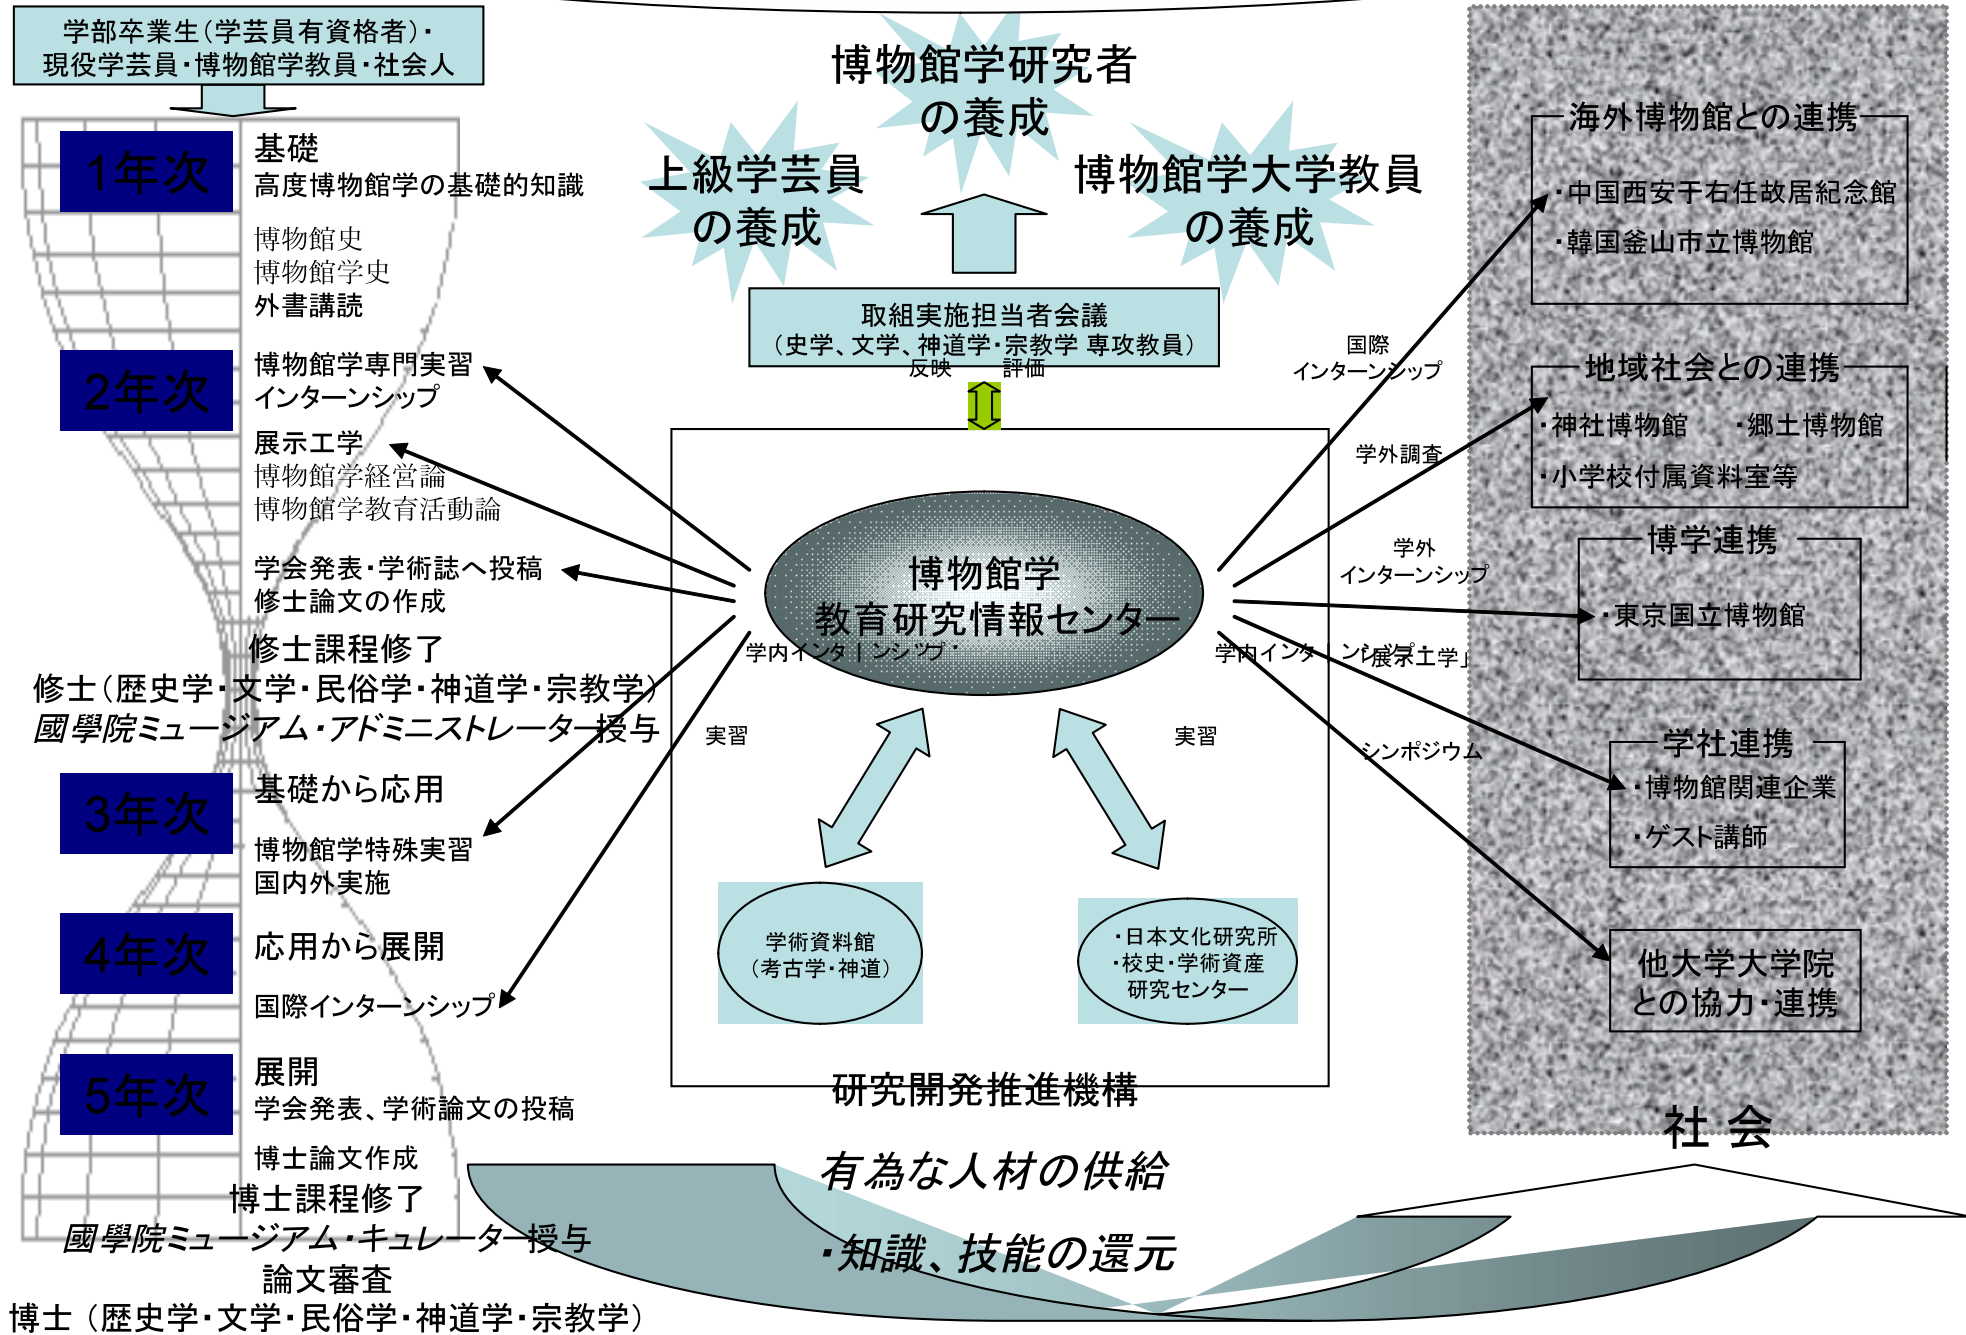 学部卒業生（学芸員有資格者）・
現役学芸員・博物館学教員・社会人
1年次
基礎
高度博物館学の基礎的知識
博物館史
博物館学史
外書講読
2年次
博物館学専門実習
インターンシップ
展示工学
博物館学経営論
博物館学教育活動論
学会発表・学術誌へ投稿
修士論文の作成
修士課程修了
修士（歴史学・文学・民俗学・神道学・宗教学）
國學院ミュージアム・アドミニストレーター授与
3年次
基礎から応用
博物館学特殊実習
国内外実施
4年次
応用から展開
国際インターンシップ
5年次
展開
学会発表、学術論文の投稿
博士論文作成
博士課程修了
國學院ミュージアム・キュレーター授与
論文審査
博士（歴史学・文学・民俗学・神道学・宗教学）
博物館学研究者
の養成
上級学芸員
の養成
博物館学大学教員
の養成
取組実施担当者会議
（史学、文学、神道学・宗教学 専攻教員）
反映
評価
博物館学
教育研究情報センター
学内インターンシップ・
実習
学内インターンシップ・
実習
学術資料館
（考古学・神道）
・日本文化研究所
・校史・学術資産
研究センター
研究開発推進機構
有為な人材の供給
・知識、技能の還元
国際
インターンシップ
学外調査
学外
インターンシップ
「展示工学」
シンポジウム
海外博物館との連携
・中国西安于右任故居紀念館
・韓国釜山市立博物館
地域社会との連携
・神社博物館 ・郷土博物館
・小学校付属資料室等
博学連携
・東京国立博物館
学社連携
・博物館関連企業
・ゲスト講師
他大学大学院
との協力・連携
社 会